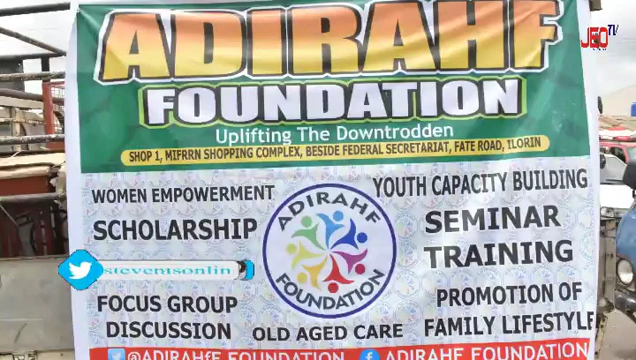 JEO TV
ADIRAHF
FOUNDATION
Uplifting The Downtrodden
SHOP 1, MIFRRN SHOPPING COMPLEX, BESIDE FEDERAL SECRETARIAT, FATE ROAD, ILORIN
WOMEN EMPOWERMENT
YOUTH CAPACITY BUILDING
SCHOLARSHIP
ADIRAHF
FOUNDATION
SEMINAR
TRAINING
steventsonlin
FOCUS GROUP
DISCUSSION
OLD AGED CARE
PROMOTION OF
FAMILY LIFESTYLE
@ADIRAHfE FOUNDATION
ADIRAHF FOUNDATION